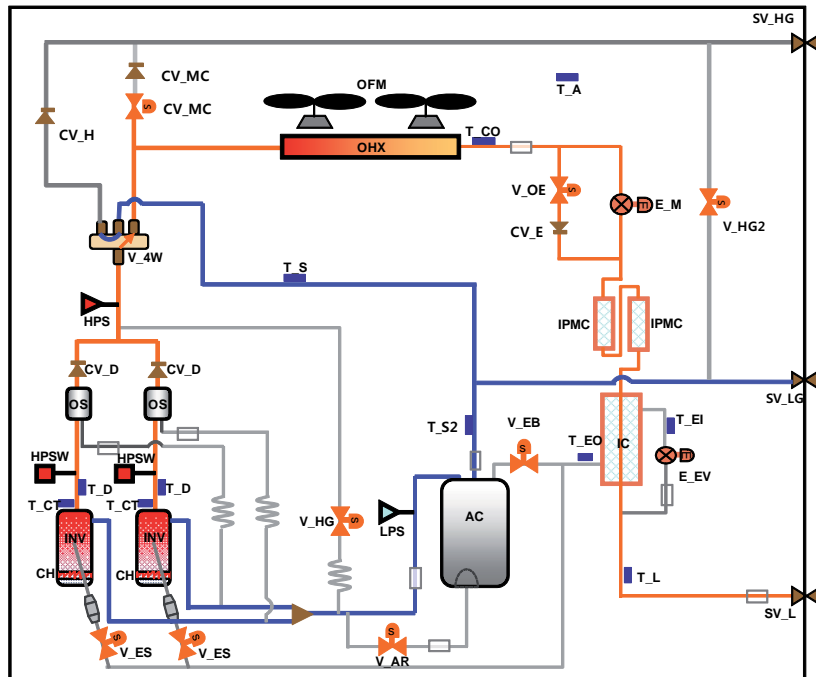 SV_HG
OFM
T_A
CV_MC
CV_MC
CV_H
T_CO
OHX
V_OE
E_M
CV_E
V_HG2
V_4W
T_S
HPS
IPMC
IPMC
CV_D
CV_D
OS
OS
SV_LG
T_S2
V_EB
T_EO
IC
T_EI
E_EV
HPSW
HPSW
T_D
T_D
T_CT
T_CT
V_HG
LPS
AC
INV
INV
CH
CH
T_L
SV_L
V_ES
V_ES
V_AR
S
S
S
S
S
S
S
S
E
E